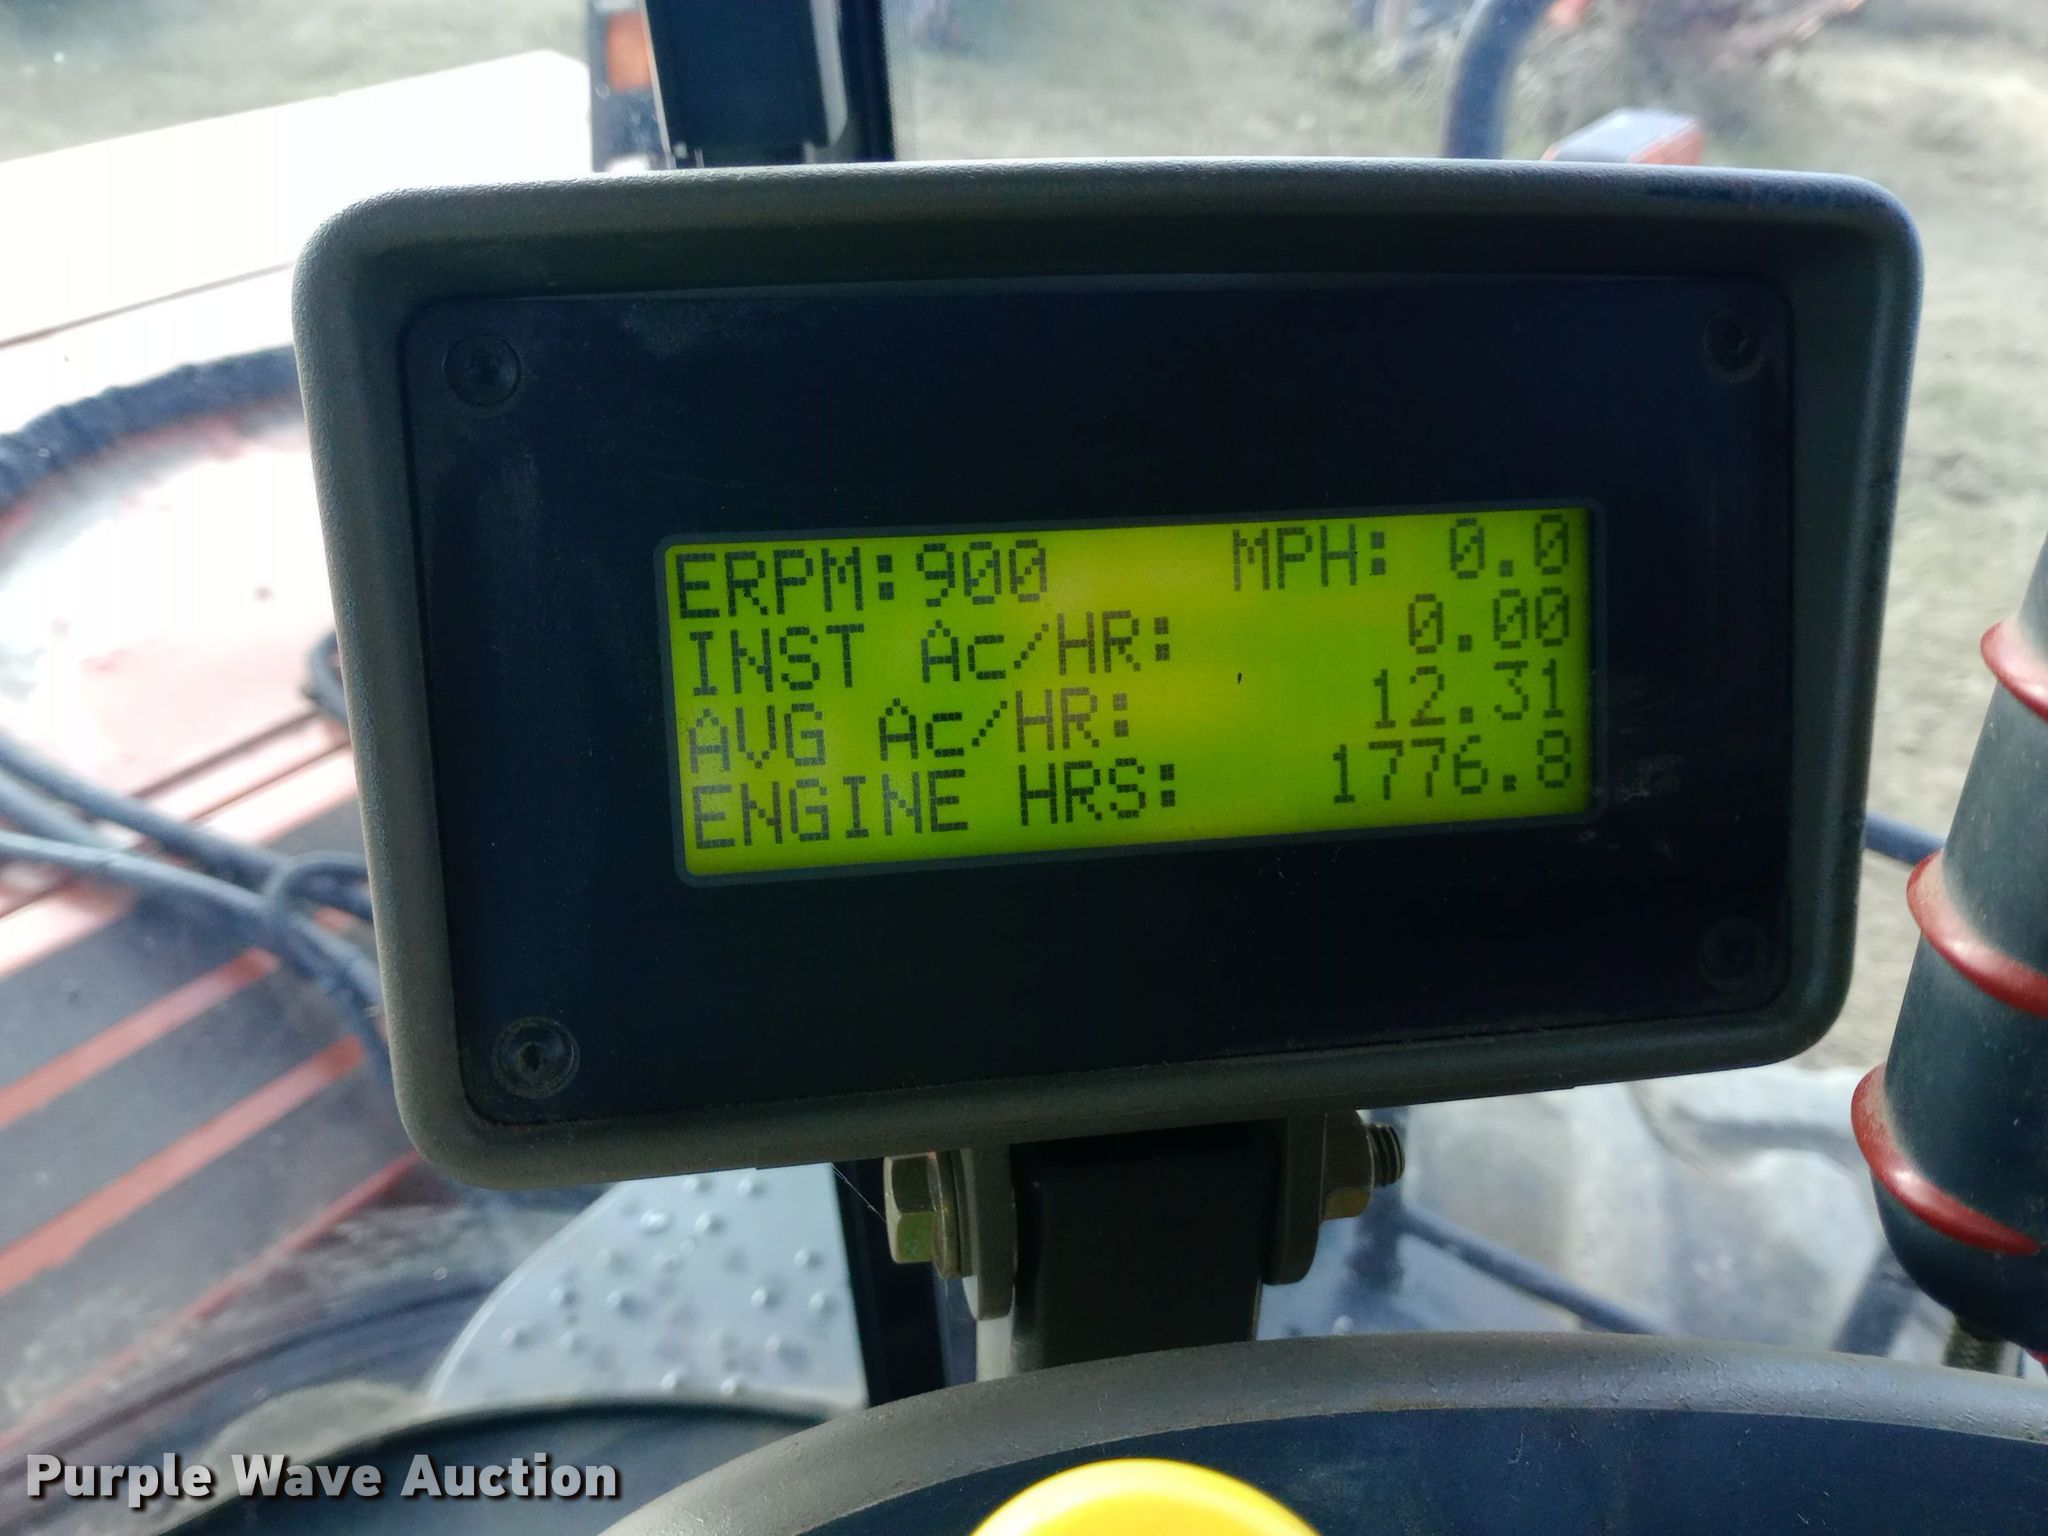 ERPM:900 MPH: 0.0
INST Ac/HR: 0.00
AVG Ac/HR: 12.31
ENGINE HRS: 1776.8
Purple Wave Auction